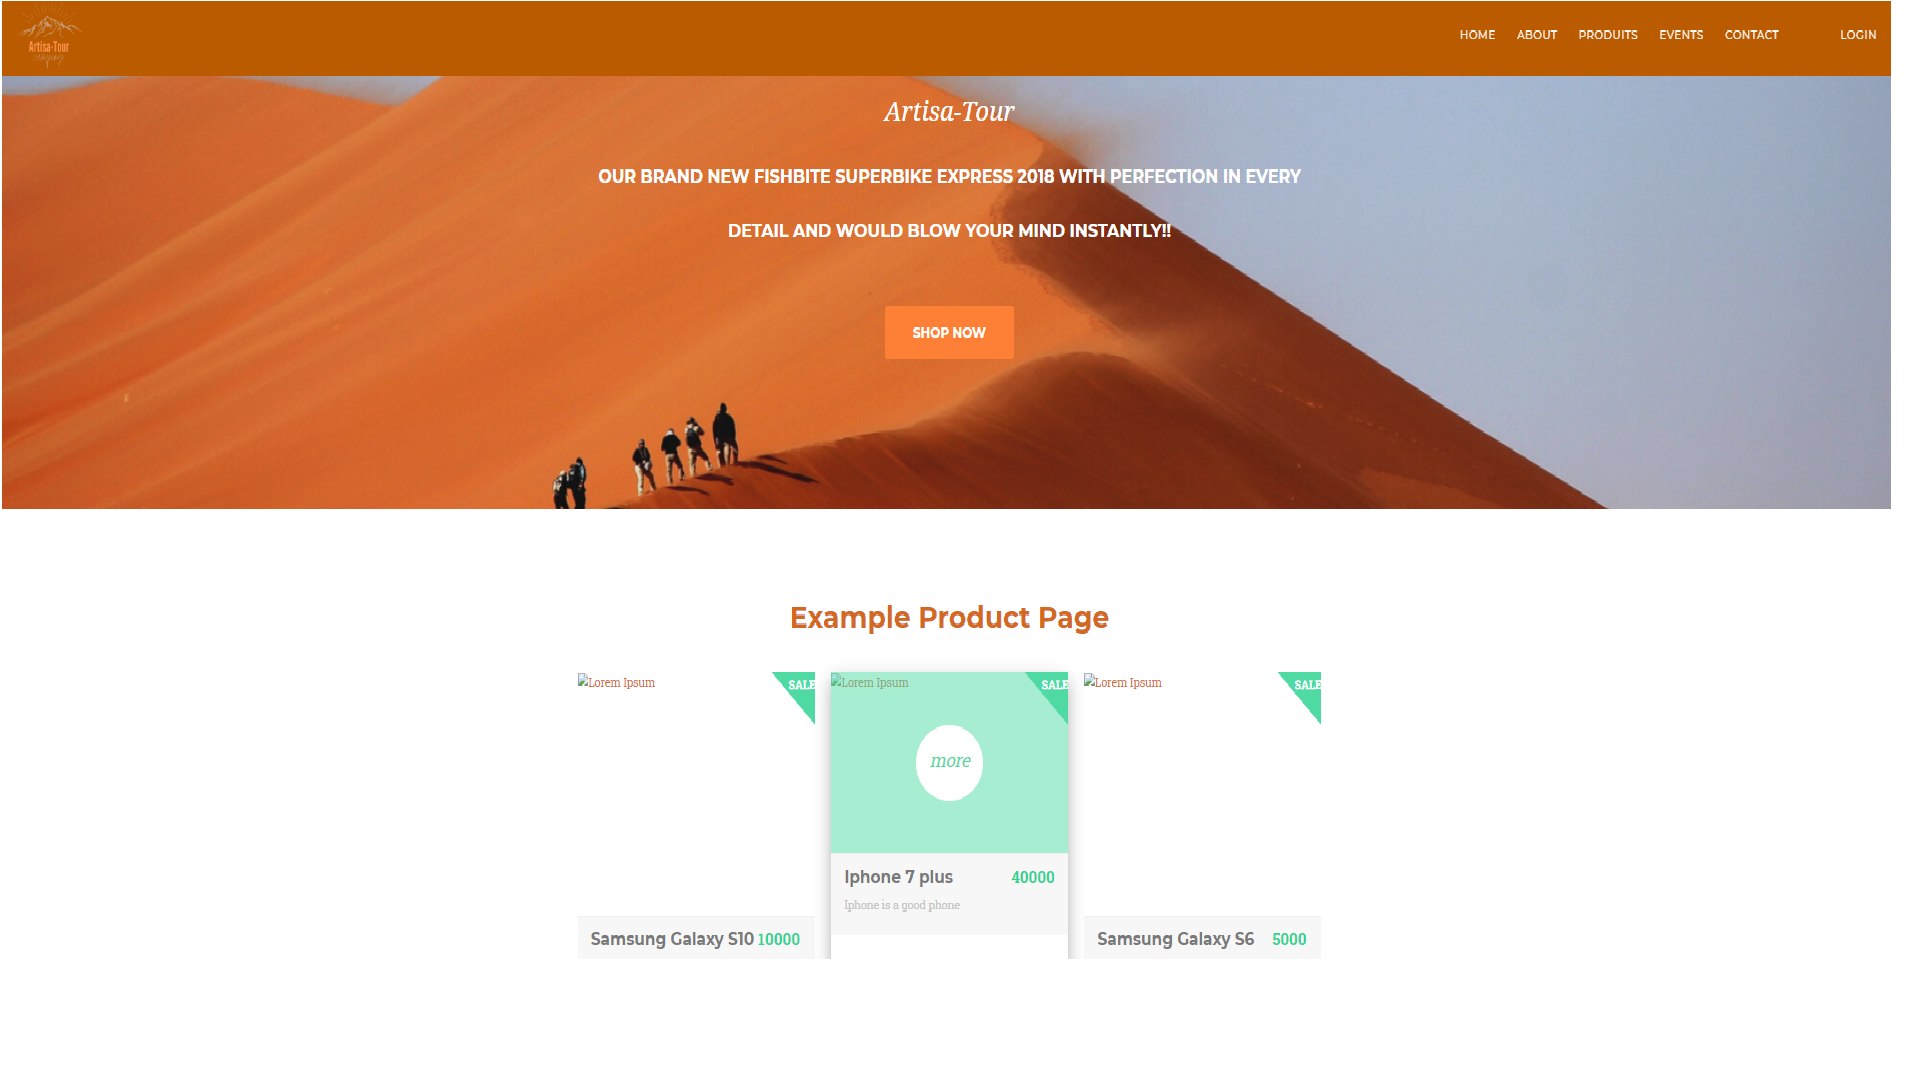 Artisa-Tour
company
HOME ABOUT PRODUITS EVENTS CONTACT LOGIN
Artisa-Tour
OUR BRAND NEW FISHBITE SUPERBIKE EXPRESS 2018 WITH PERFECTION IN EVERY
DETAIL AND WOULD BLOW YOUR MIND INSTANTLY!!
SHOP NOW
Example Product Page
Lorem Ipsum
SALE
Samsung Galaxy S10 10000
Lorem Ipsum
SALE
more
Iphone 7 plus 40000
Iphone is a good phone
Lorem Ipsum
SALE
Samsung Galaxy S6 5000